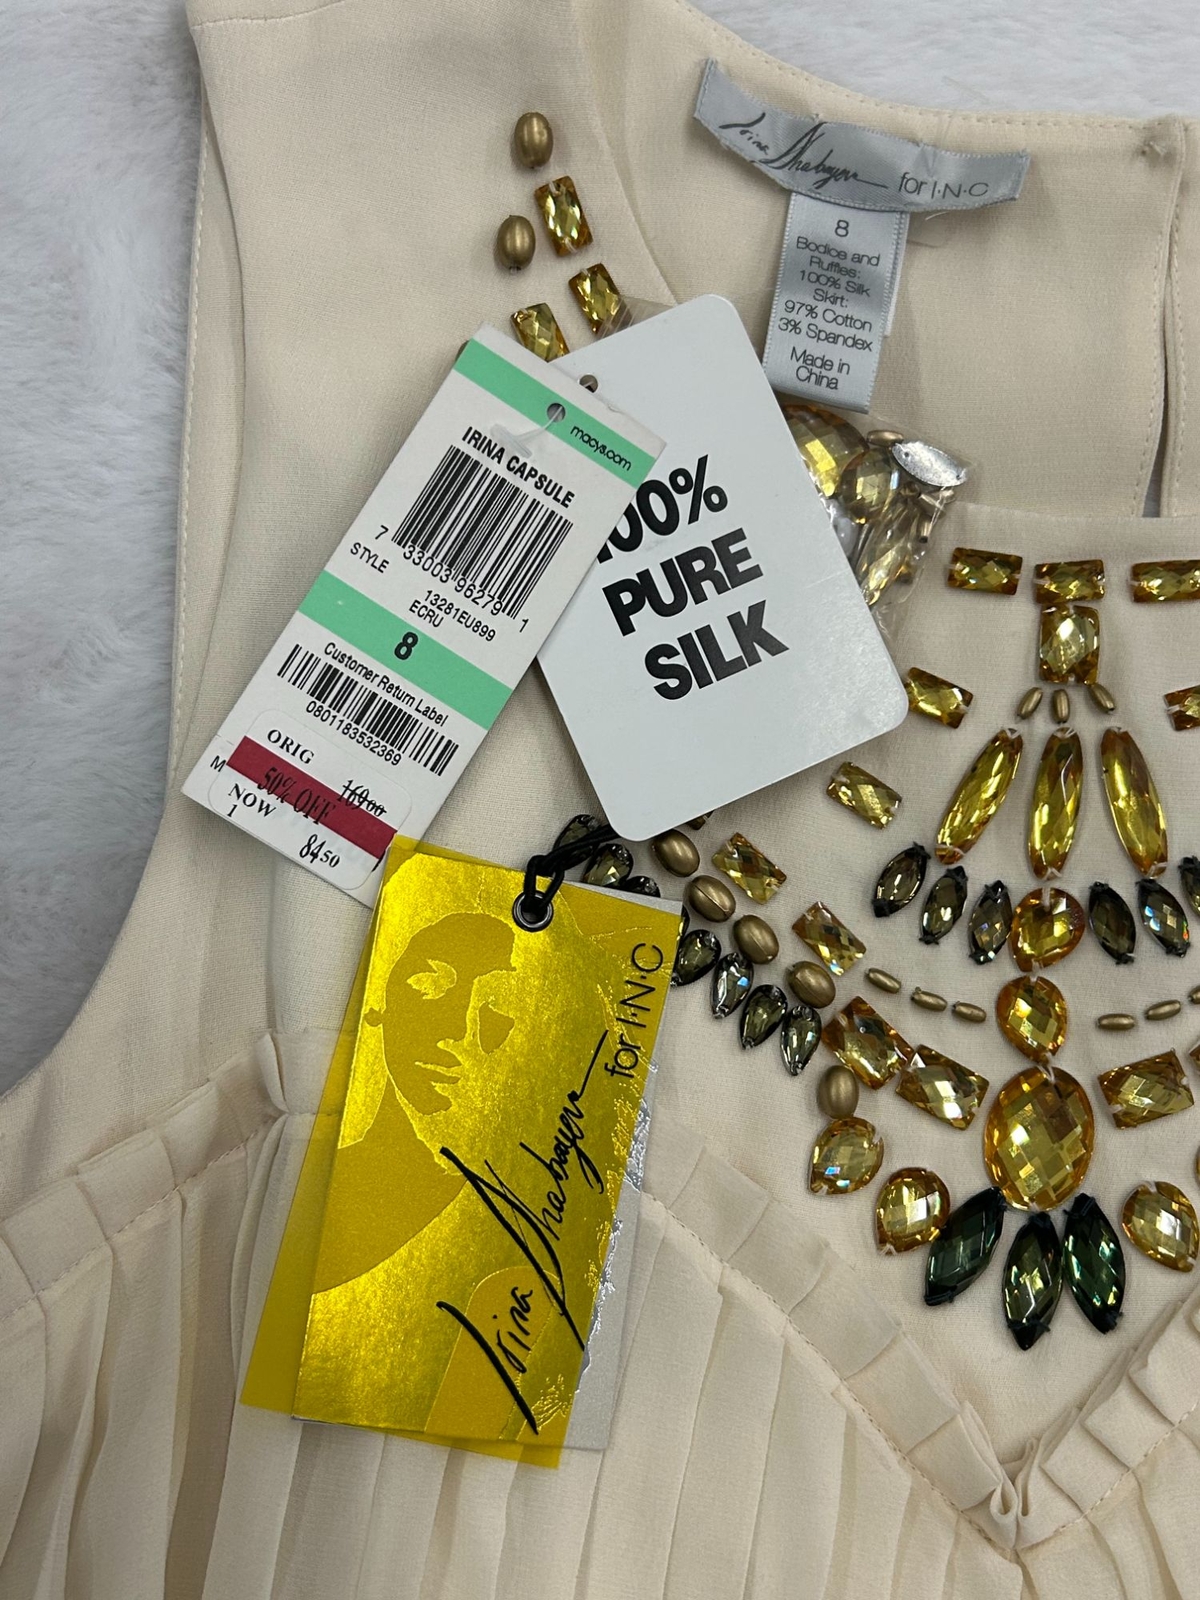 Irina Shabayeva for I·N·C
8
Bodice and
Ruffles:
100% Silk
Skirt:
97% Cotton
3% Spandex
Made in
China
macys.com
IRINA CAPSULE
7 33003 96279 1
STYLE
13281EU899
ECRU
8
Customer Return Label
0801183532369
ORIG
169.00
50% OFF
NOW
1
84.50
M
100%
PURE
SILK
Irina Shabayeva for I·N·C